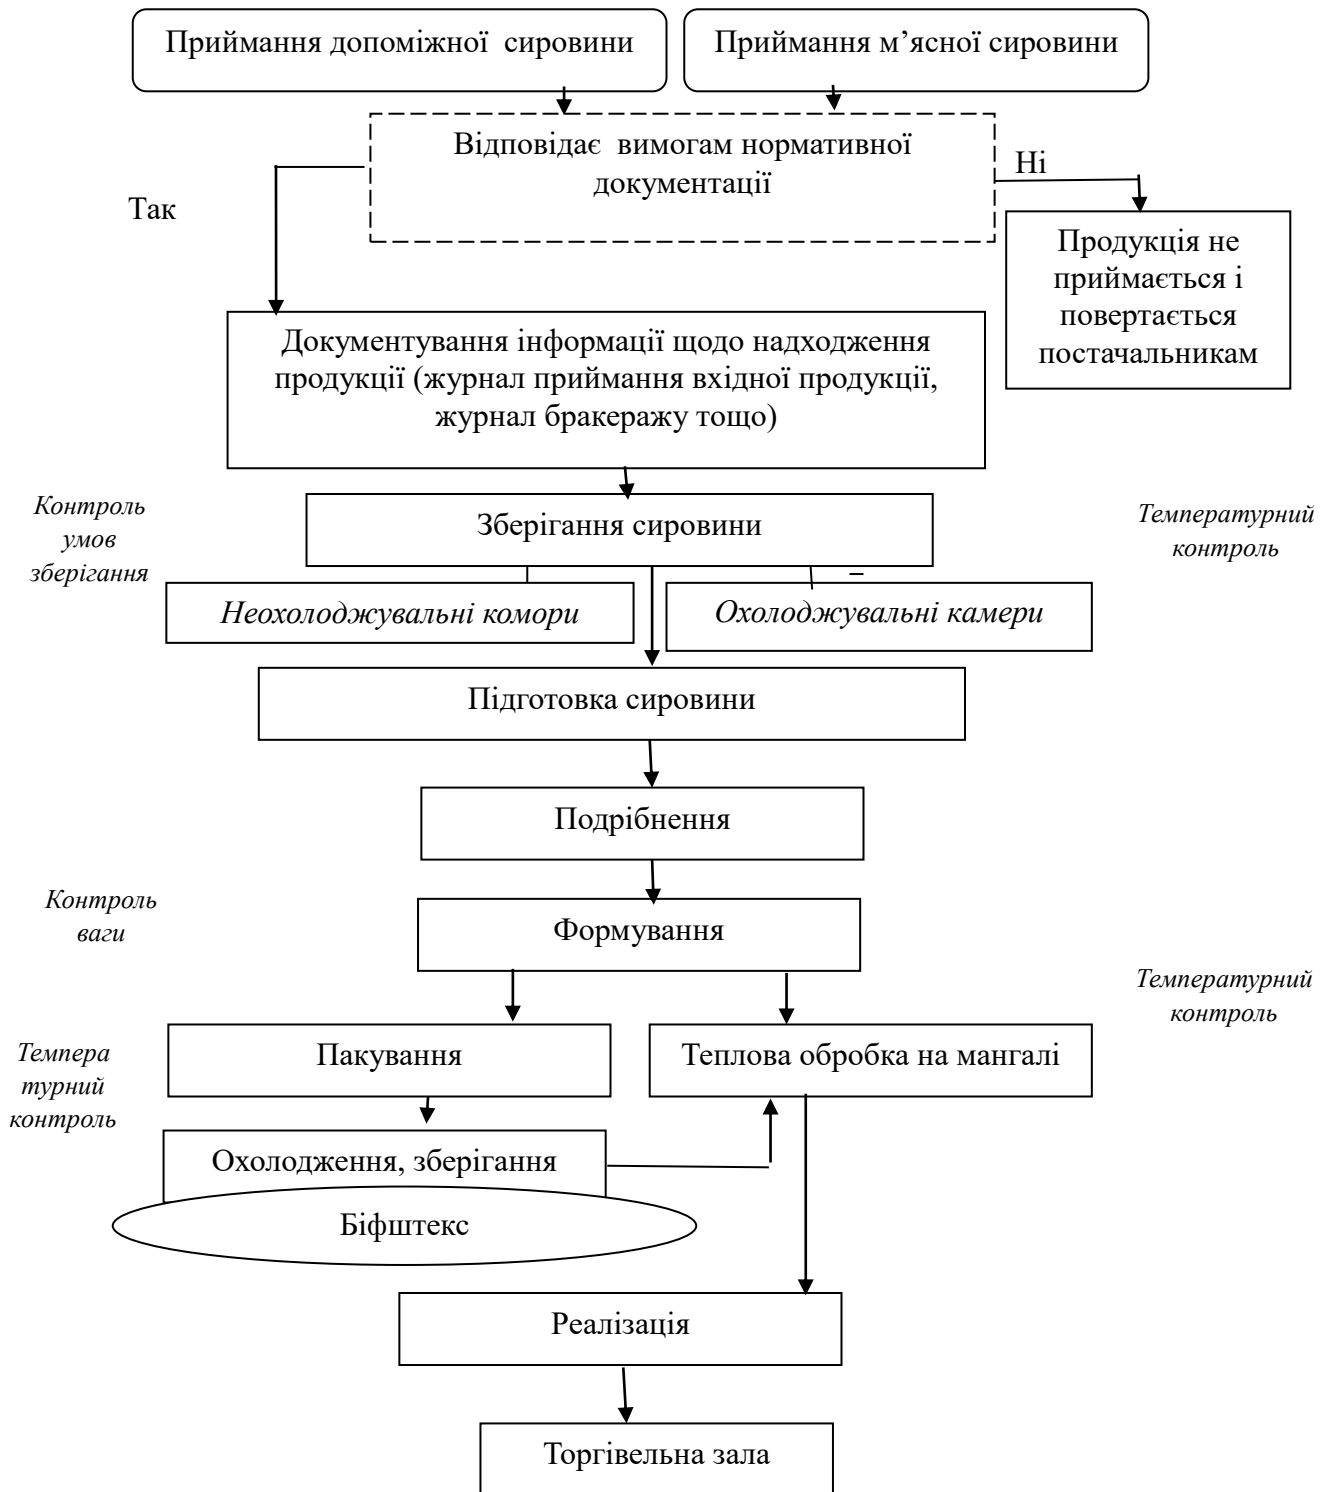 Приймання допоміжної сировини
Приймання м’ясної сировини
Відповідає вимогам нормативної
документації
Ні
Так
Продукція не
приймається і
повертається
постачальникам
Документування інформації щодо надходження
продукції (журнал приймання вхідної продукції,
журнал бракеражу тощо)
Контроль
умов
зберігання
Зберігання сировини
Температурний
контроль
Неохолоджувальні комори
Охолоджувальні камери
Підготовка сировини
Подрібнення
Контроль
ваги
Формування
Температурний
контроль
Пакування
Теплова обробка на мангалі
Темпера
турний
контроль
Охолодження, зберігання
Біфштекс
Реалізація
Торгівельна зала